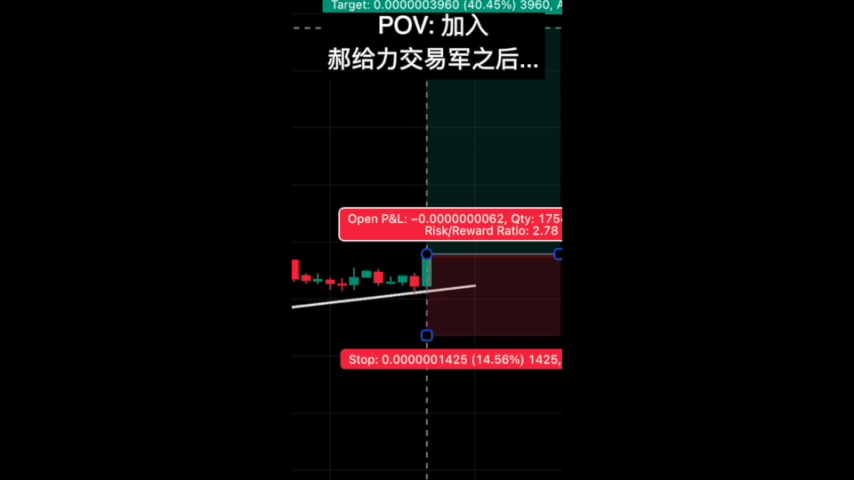 Target: 0.0000003960 (40.45%) 3960, A
POV: 加入
郝给力交易军之后...
Open P&L: −0.0000000062, Qty: 175
Risk/Reward Ratio: 2.78
Stop: 0.0000001425 (14.56%) 1425,